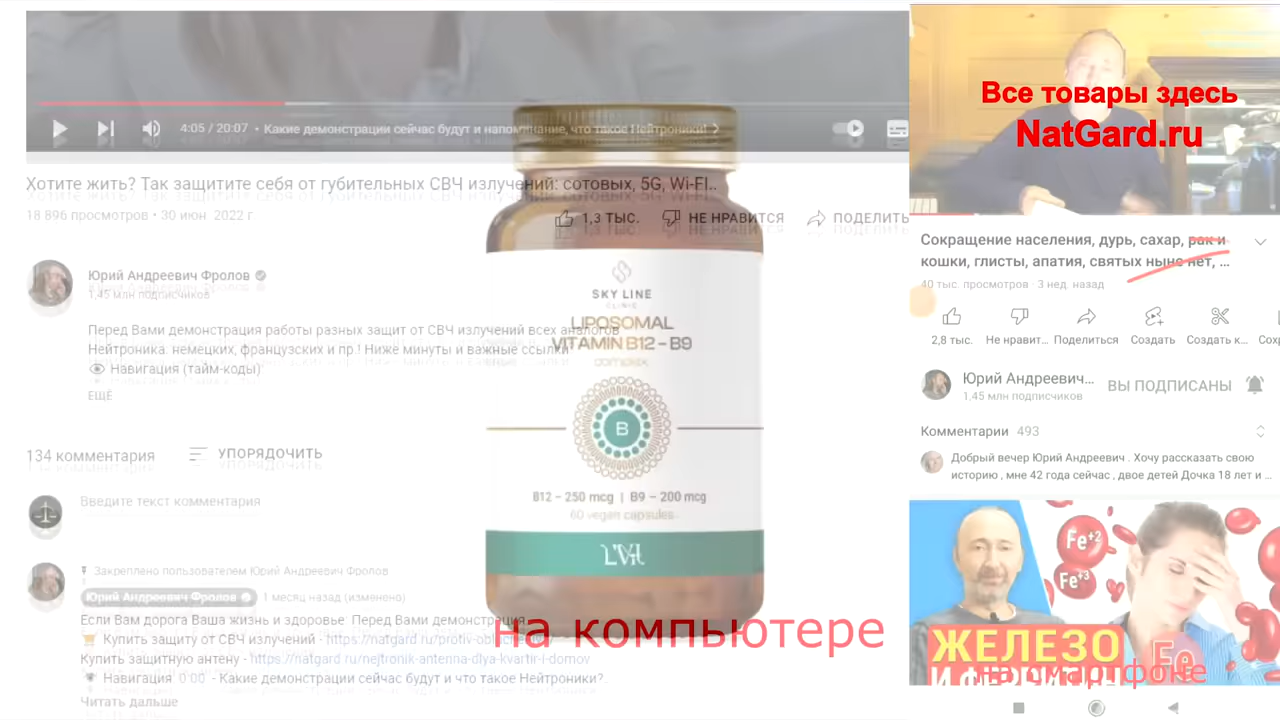 4:05 / 20:07 • Какие демонстрации сейчас будут и напоминание, что такое Нейтроники!
Хотите жить? Так защитите себя от губительных СВЧ излучений: сотовых, 5G, Wi-FI..
18 896 просмотров • 30 июн. 2022 г
1,3 ТЫС.
НЕ НРАВИТСЯ
ПОДЕЛИТЬ
Юрий Андреевич Фролов
1,45 млн подписчиков
Перед Вами демонстрация работы разных защит от СВЧ излучений всех аналогов
Нейтроника: немецких, французских и пр.! Ниже минуты и важные ссылки
Навигация (тайм-коды):
ЕЩЁ
134 комментария
УПОРЯДОЧИТЬ
Введите текст комментария
Закреплено пользователем Юрий Андреевич Фролов
Юрий Андреевич Фролов
1 месяц назад (изменено)
Если Вам дорога Ваша жизнь и здоровье: Перед Вами демонстрация
Купить защиту от СВЧ излучений -
Купить защитную антену - https://natgard.ru/nejtronik-antenna-dlya-kvartir-i-domov
Навигация 0:00 - Какие демонстрации сейчас будут и что такое Нейтроники?.
Читать дальше
SKY LINE
CLINIC
LIPOSOMAL
VITAMIN B12 – B9
complex
B
B12 – 250 mcg | B9 – 200 mcg
60 vegan capsules
на компьютере
Все товары здесь
NatGard.ru
Сокращение населения, дурь, сахар, рак и
кошки, глисты, апатия, святых ныне нет, ...
40 тыс. просмотров · 3 нед. назад
2,8 тыс.
Не нравит...
Поделиться
Создать
Создать к...
Сох
Юрий Андреевич...
ВЫ ПОДПИСАНЫ
1,45 млн подписчиков
Комментарии 493
Добрый вечер Юрий Андреевич . Хочу рассказать свою
историю , мне 42 года сейчас , двое детей Дочка 18 лет и ...
Fe+2
Fe+3
ЖЕЛЕЗО
Fe
на смартфоне